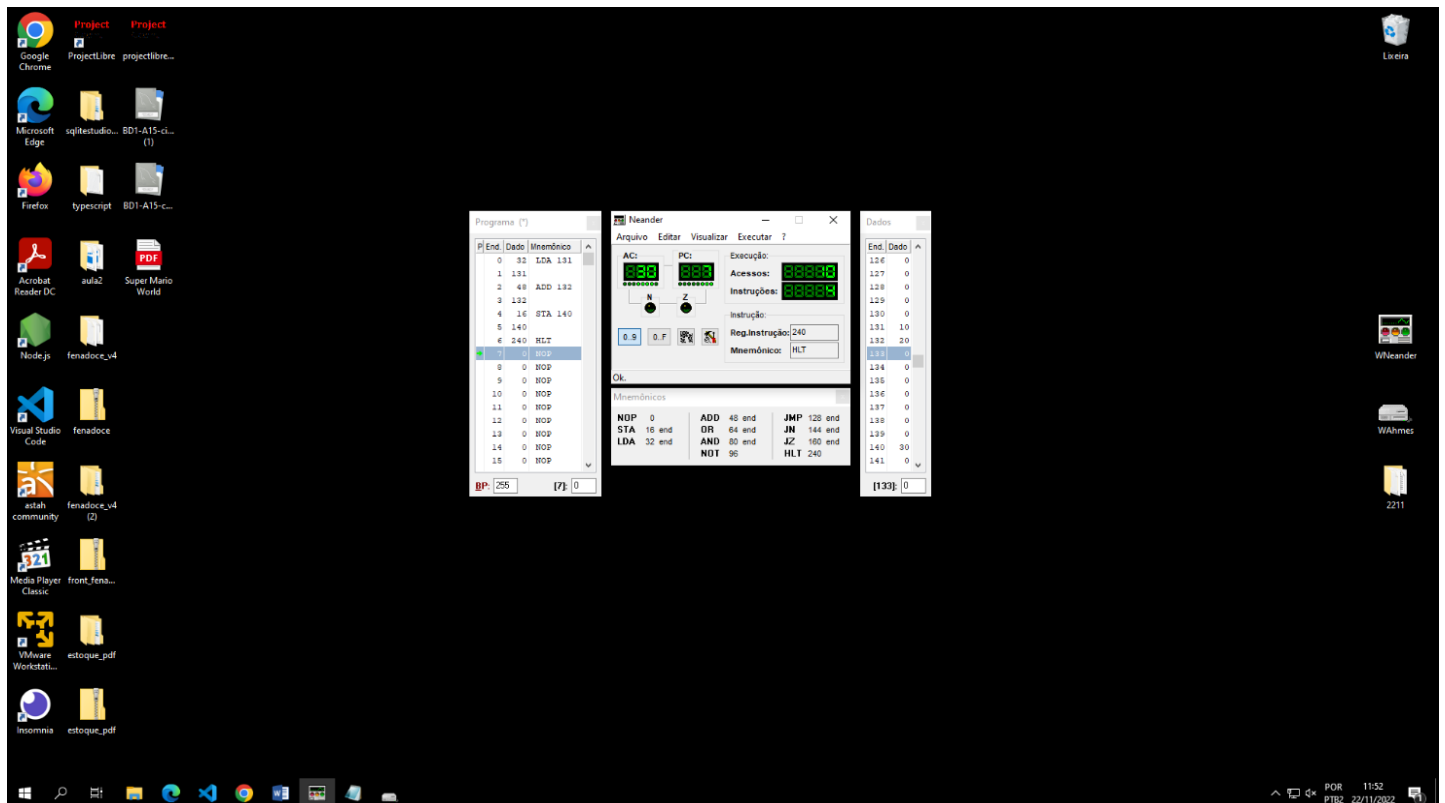 Project
Project
Google
Chrome
ProjectLibre
projectlibre...
Lixeira
Microsoft
Edge
sqlitestudio...
BD1-A15-ci...
(1)
Firefox
typescript
BD1-A15-c...
Acrobat
Reader DC
aula2
PDF
Super Mario
World
Node.js
fenadoce_v4
Visual Studio
Code
fenadoce
astah
community
fenadoce_v4
(2)
321
Media Player
Classic
front_fena...
VMware
Workstati...
estoque_pdf
Insomnia
estoque_pdf
Programa (*)
P End. Dado Mnemônico
0 32 LDA 131
1 131
2 48 ADD 132
3 132
4 16 STA 140
5 140
6 240 HLT
7 0 NOP
8 0 NOP
9 0 NOP
10 0 NOP
11 0 NOP
12 0 NOP
13 0 NOP
14 0 NOP
15 0 NOP
BP: 255 [7]: 0
Neander
Arquivo Editar Visualizar Executar ?
AC: PC:
30 7
N Z
0..9 0..F
Execução:
Acessos: 10
Instruções: 4
Instrução:
Reg.Instrução: 240
Mnemônico: HLT
Ok.
Mnemônicos
NOP 0 ADD 48 end JMP 128 end
STA 16 end OR 64 end JN 144 end
LDA 32 end AND 80 end JZ 160 end
NOT 96 HLT 240
Dados
End. Dado
126 0
127 0
128 0
129 0
130 0
131 10
132 20
133 0
134 0
135 0
136 0
137 0
138 0
139 0
140 30
141 0
[133]: 0
WNeander
WAhmes
2211
POR
PTB2
11:52
22/11/2022
1